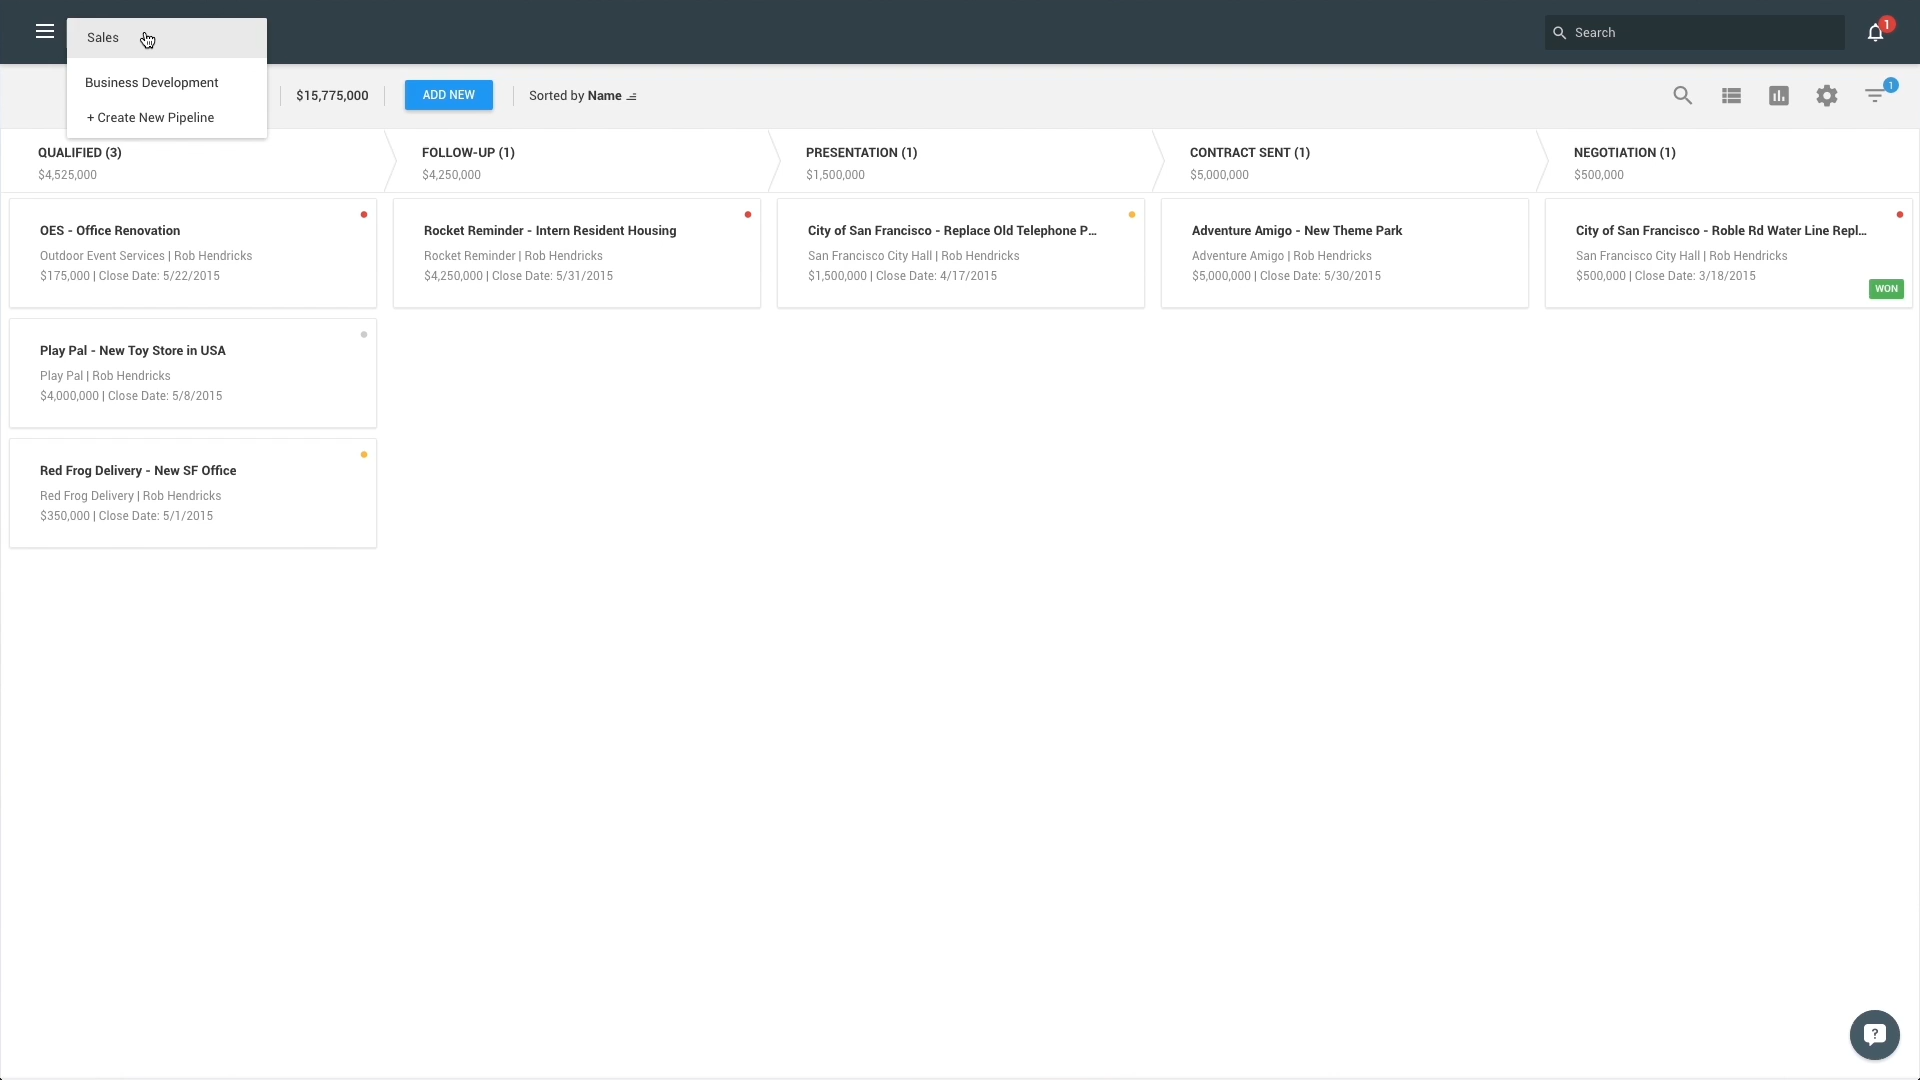 Sales
Search
1
Business Development
+ Create New Pipeline
$15,775,000
ADD NEW
Sorted by Name
1
QUALIFIED (3)
$4,525,000
FOLLOW-UP (1)
$4,250,000
PRESENTATION (1)
$1,500,000
CONTRACT SENT (1)
$5,000,000
NEGOTIATION (1)
$500,000
OES - Office Renovation
Outdoor Event Services | Rob Hendricks
$175,000 | Close Date: 5/22/2015
Rocket Reminder - Intern Resident Housing
Rocket Reminder | Rob Hendricks
$4,250,000 | Close Date: 5/31/2015
City of San Francisco - Replace Old Telephone P...
San Francisco City Hall | Rob Hendricks
$1,500,000 | Close Date: 4/17/2015
Adventure Amigo - New Theme Park
Adventure Amigo | Rob Hendricks
$5,000,000 | Close Date: 5/30/2015
City of San Francisco - Roble Rd Water Line Repl...
San Francisco City Hall | Rob Hendricks
$500,000 | Close Date: 3/18/2015
WON
Play Pal - New Toy Store in USA
Play Pal | Rob Hendricks
$4,000,000 | Close Date: 5/8/2015
Red Frog Delivery - New SF Office
Red Frog Delivery | Rob Hendricks
$350,000 | Close Date: 5/1/2015
?